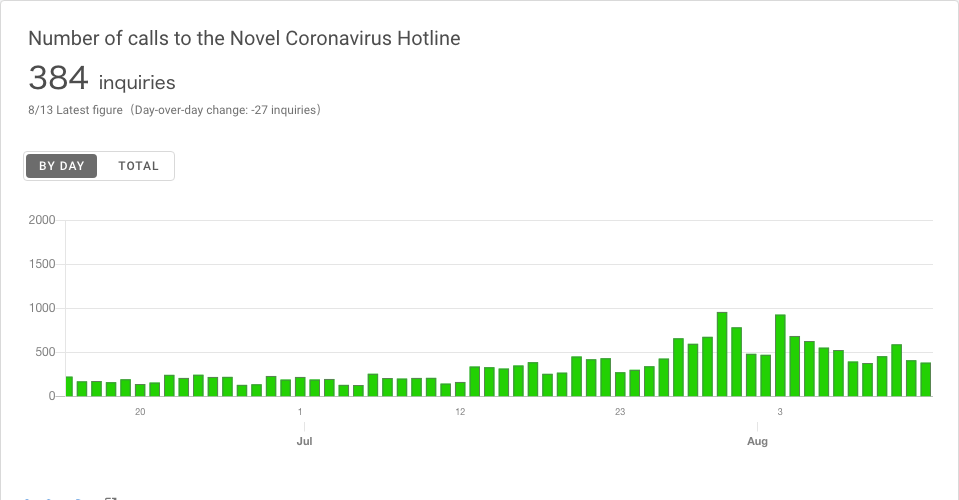 Number of calls to the Novel Coronavirus Hotline
384 inquiries
8/13 Latest figure（Day-over-day change: -27 inquiries）
BY DAY TOTAL
2000
1500
1000
500
0
20 1 12 23 3
Jul Aug